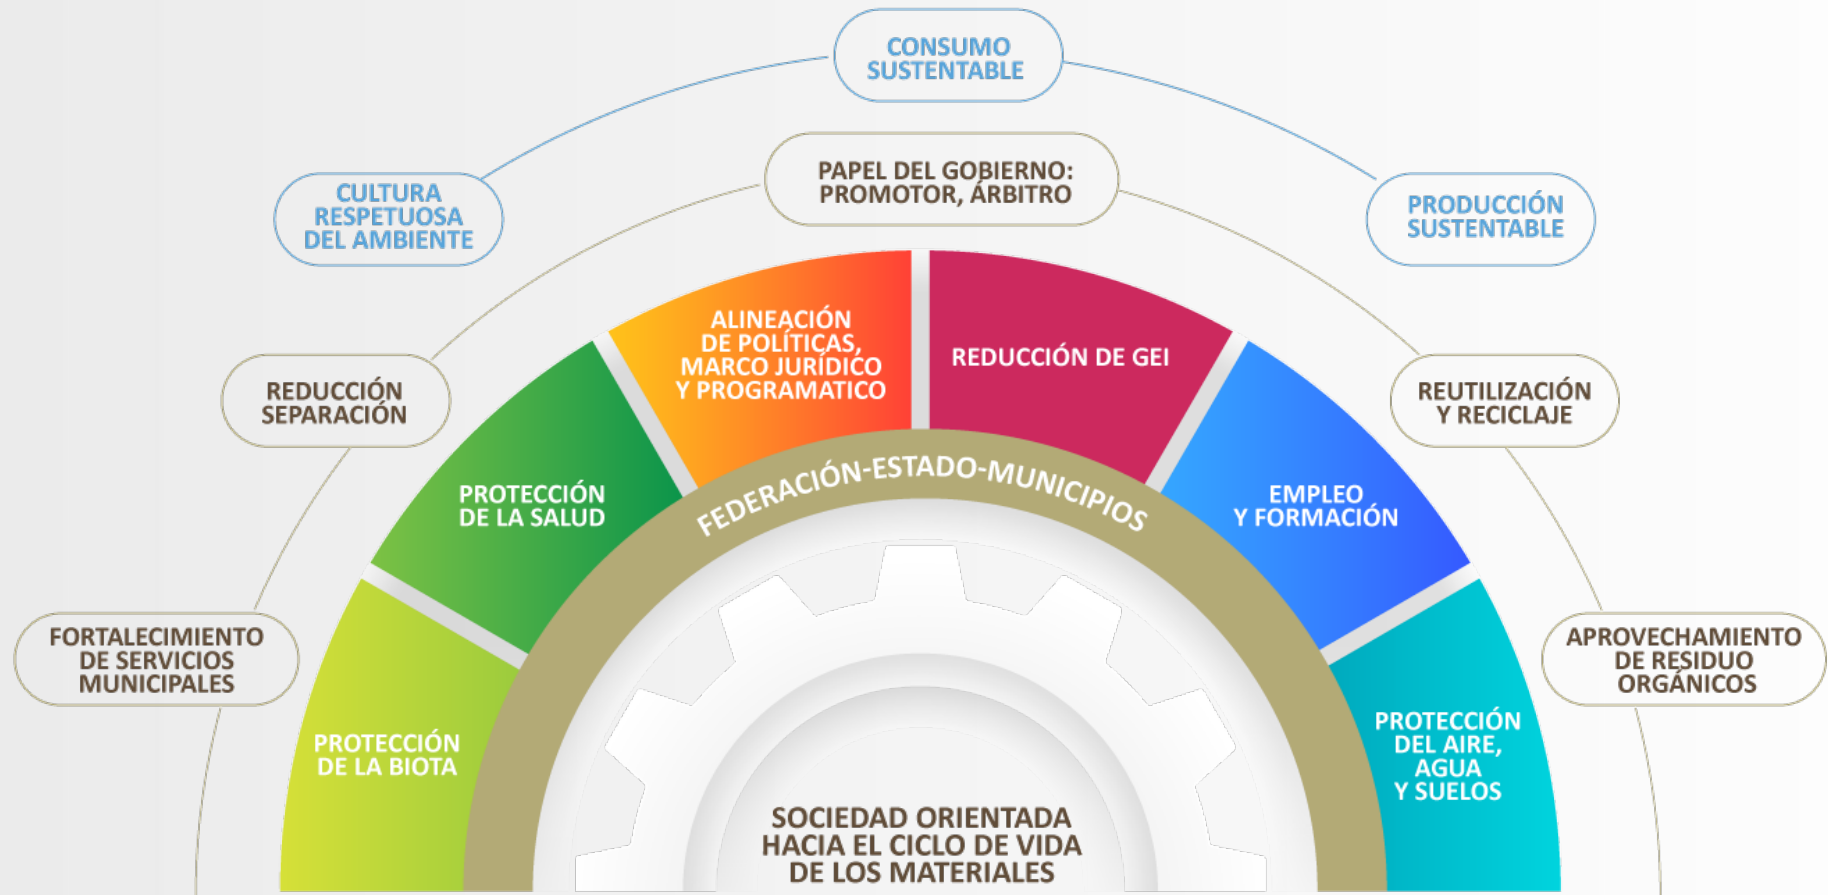 CONSUMO
SUSTENTABLE
CULTURA
RESPETUOSA
DEL AMBIENTE
PRODUCCIÓN
SUSTENTABLE
PAPEL DEL GOBIERNO:
PROMOTOR, ÁRBITRO
REDUCCIÓN
SEPARACIÓN
REUTILIZACIÓN
Y RECICLAJE
FORTALECIMIENTO
DE SERVICIOS
MUNICIPALES
APROVECHAMIENTO
DE RESIDUO
ORGÁNICOS
PROTECCIÓN
DE LA BIOTA
PROTECCIÓN
DE LA SALUD
ALINEACIÓN
DE POLÍTICAS,
MARCO JURÍDICO
Y PROGRAMATICO
REDUCCIÓN DE GEI
EMPLEO
Y FORMACIÓN
PROTECCIÓN
DEL AIRE,
AGUA
Y SUELOS
FEDERACIÓN-ESTADO-MUNICIPIOS
SOCIEDAD ORIENTADA
HACIA EL CICLO DE VIDA
DE LOS MATERIALES